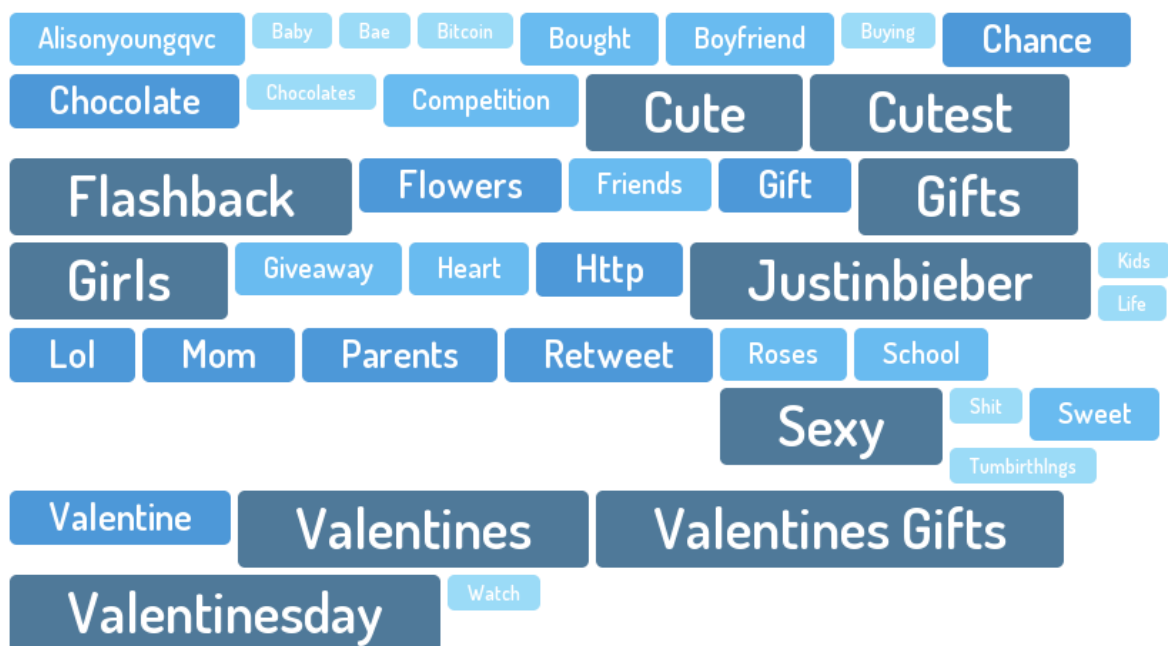 Alisonyoungqvc Baby Bae Bitcoin Bought Boyfriend Buying Chance
Chocolate Chocolates Competition Cute Cutest
Flashback Flowers Friends Gift Gifts
Girls Giveaway Heart Http Justinbieber Kids
Life
Lol Mom Parents Retweet Roses School
Sexy Shit Sweet
Tumbirthlngs
Valentine Valentines Valentines Gifts
Valentinesday Watch